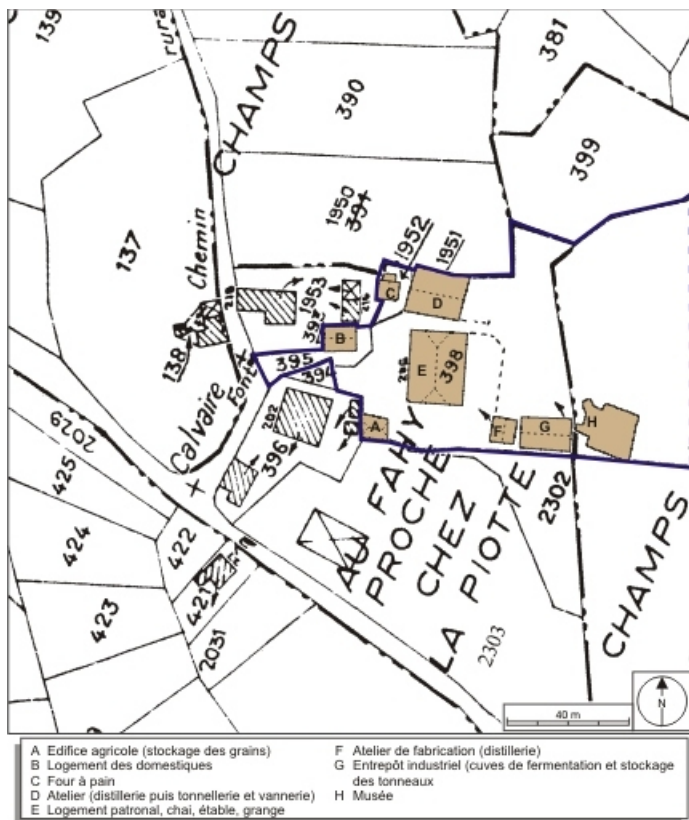 139
rural
CHAMPS
381
390
399
137
Chemin
1950
394
1952
1951
1953
C
D
B
E
398
138
395
394
Font
Calvaire
202
396
A
F
G
H
2029
425
424
423
422
421
2031
AU FAHY
PROCHE
CHEZ
LA PIOTTE
2302
2303
CHAMPS
40 m
N
A Edifice agricole (stockage des grains)
B Logement des domestiques
C Four à pain
D Atelier (distillerie puis tonnellerie et vannerie)
E Logement patronal, chai, étable, grange
F Atelier de fabrication (distillerie)
G Entrepôt industriel (cuves de fermentation et stockage
des tonneaux
H Musée